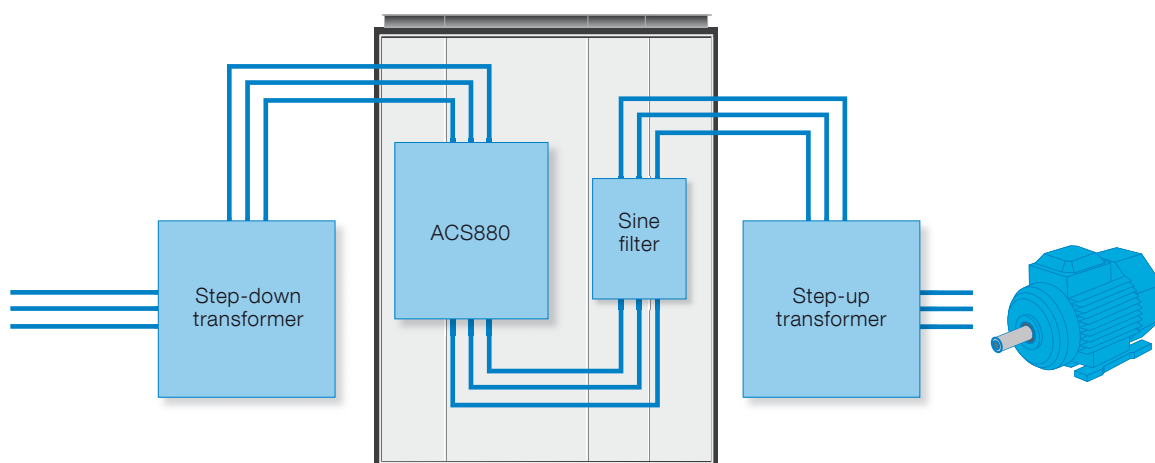 Step-down
transformer
ACS880
Sine
filter
Step-up
transformer